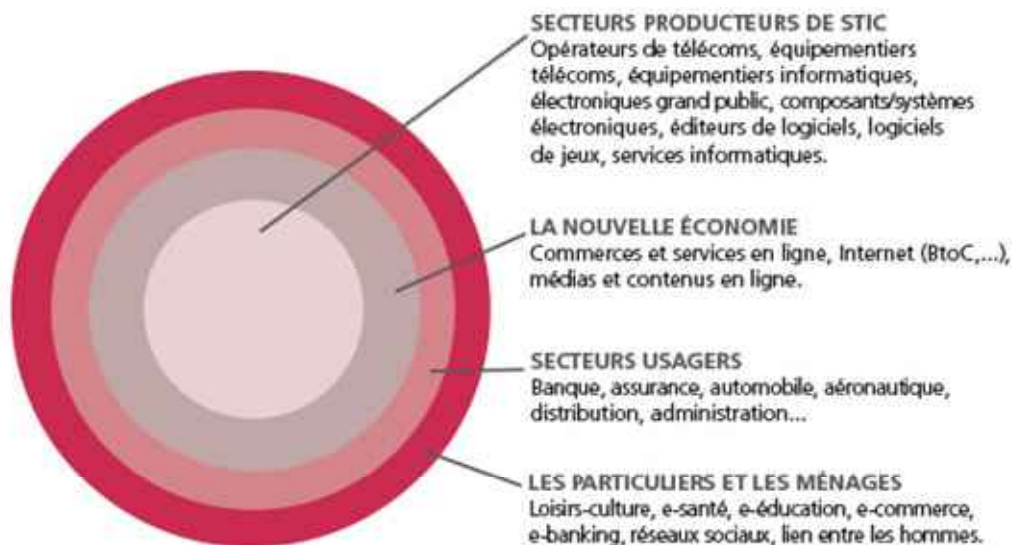 SECTEURS PRODUCTEURS DE STIC
Opérateurs de télécoms, équipementiers
télécoms, équipementiers informatiques,
électroniques grand public, composants/systèmes
électroniques, éditeurs de logiciels, logiciels
de jeux, services informatiques.
LA NOUVELLE ÉCONOMIE
Commerces et services en ligne, Internet (BtoC,...),
médias et contenus en ligne.
SECTEURS USAGERS
Banque, assurance, automobile, aéronautique,
distribution, administration...
LES PARTICULIERS ET LES MÉNAGES
Loisirs-culture, e-santé, e-éducation, e-commerce,
e-banking, réseaux sociaux, lien entre les hommes.